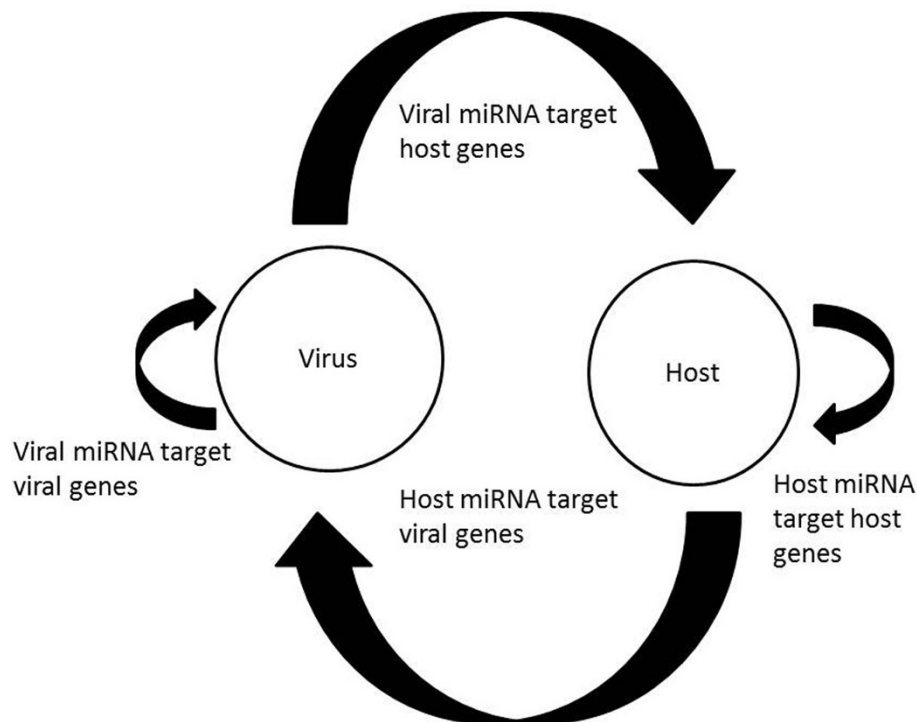 Viral miRNA target
host genes
Virus
Host
Viral miRNA target
viral genes
Host miRNA target
viral genes
Host miRNA
target host
genes